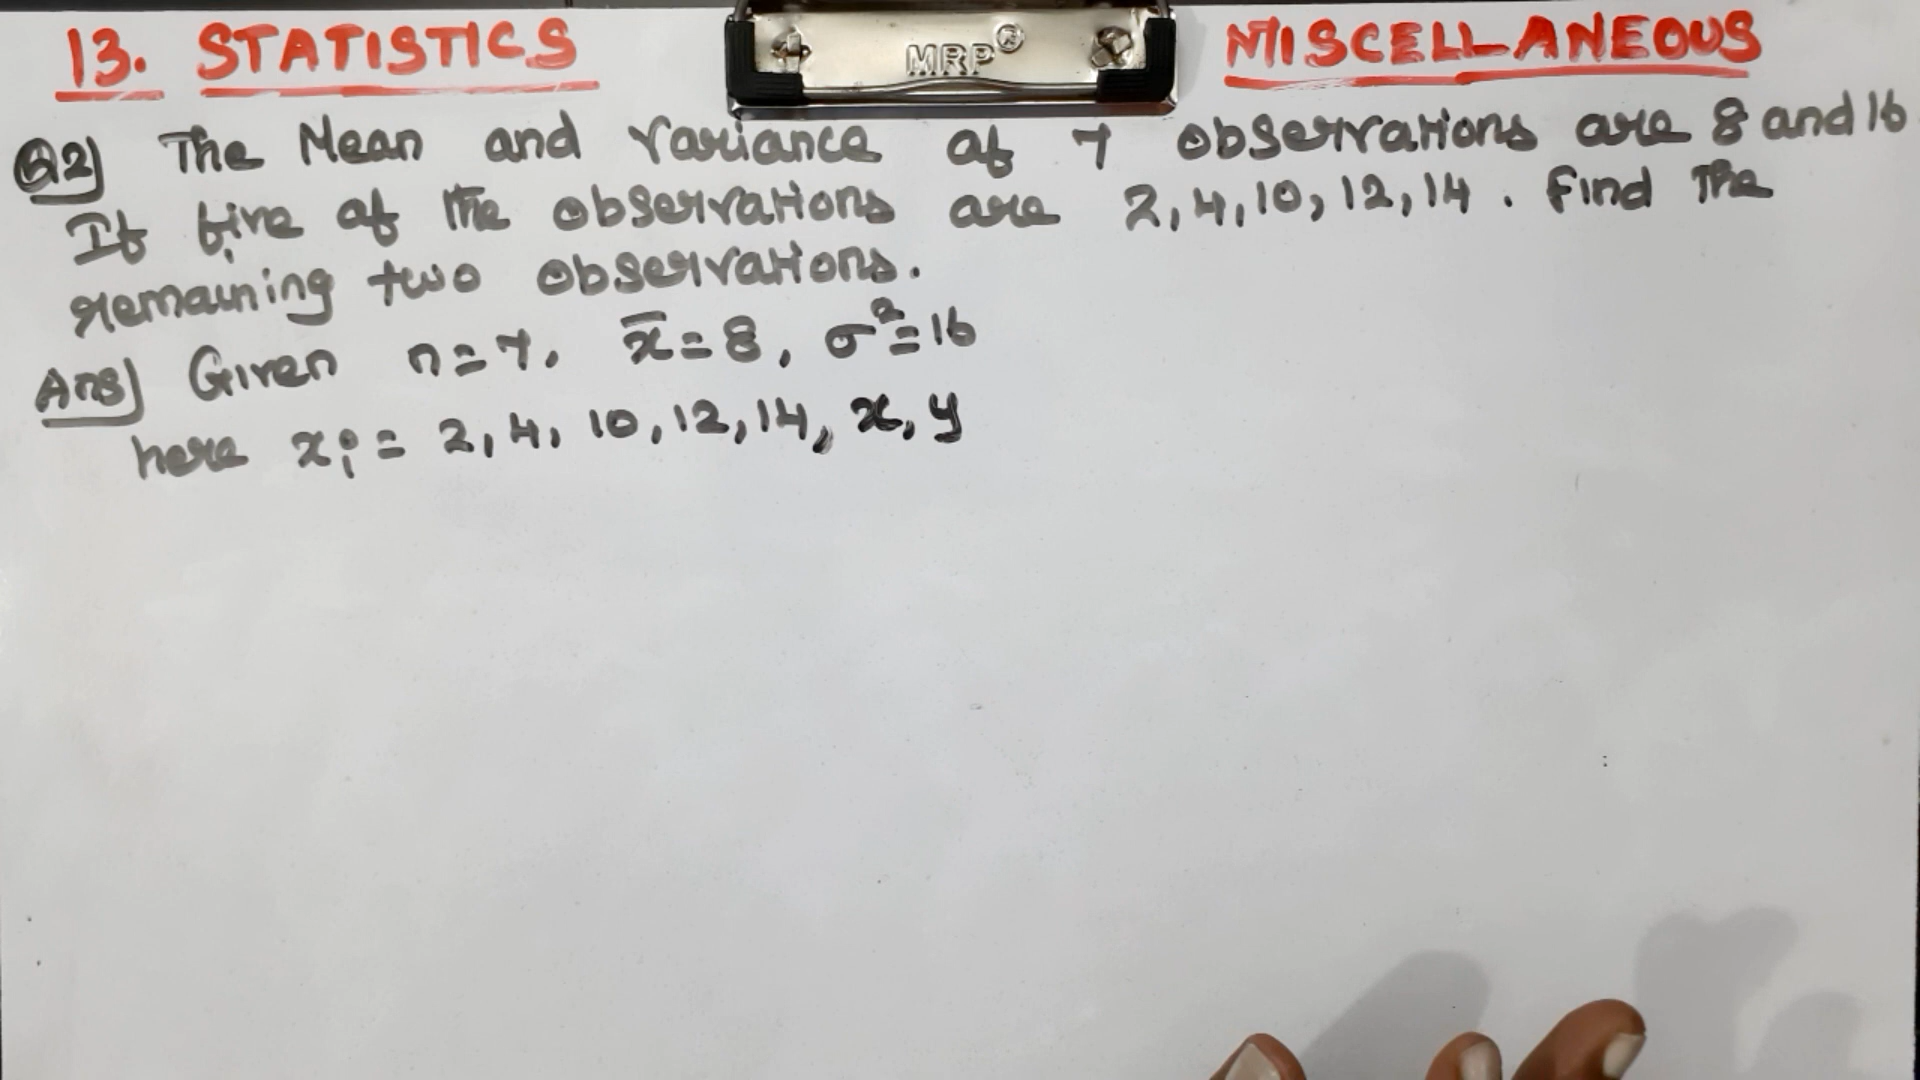 13. STATISTICS
MRP®
MISCELLANEOUS
Q2) The Mean and Variance of 7 observations are 8 and 16
If five of the observations are 2, 4, 10, 12, 14. Find the
remaining two observations.
Ans) Given n=7, x̄=8, σ²=16
here xᵢ = 2, 4, 10, 12, 14, x, y